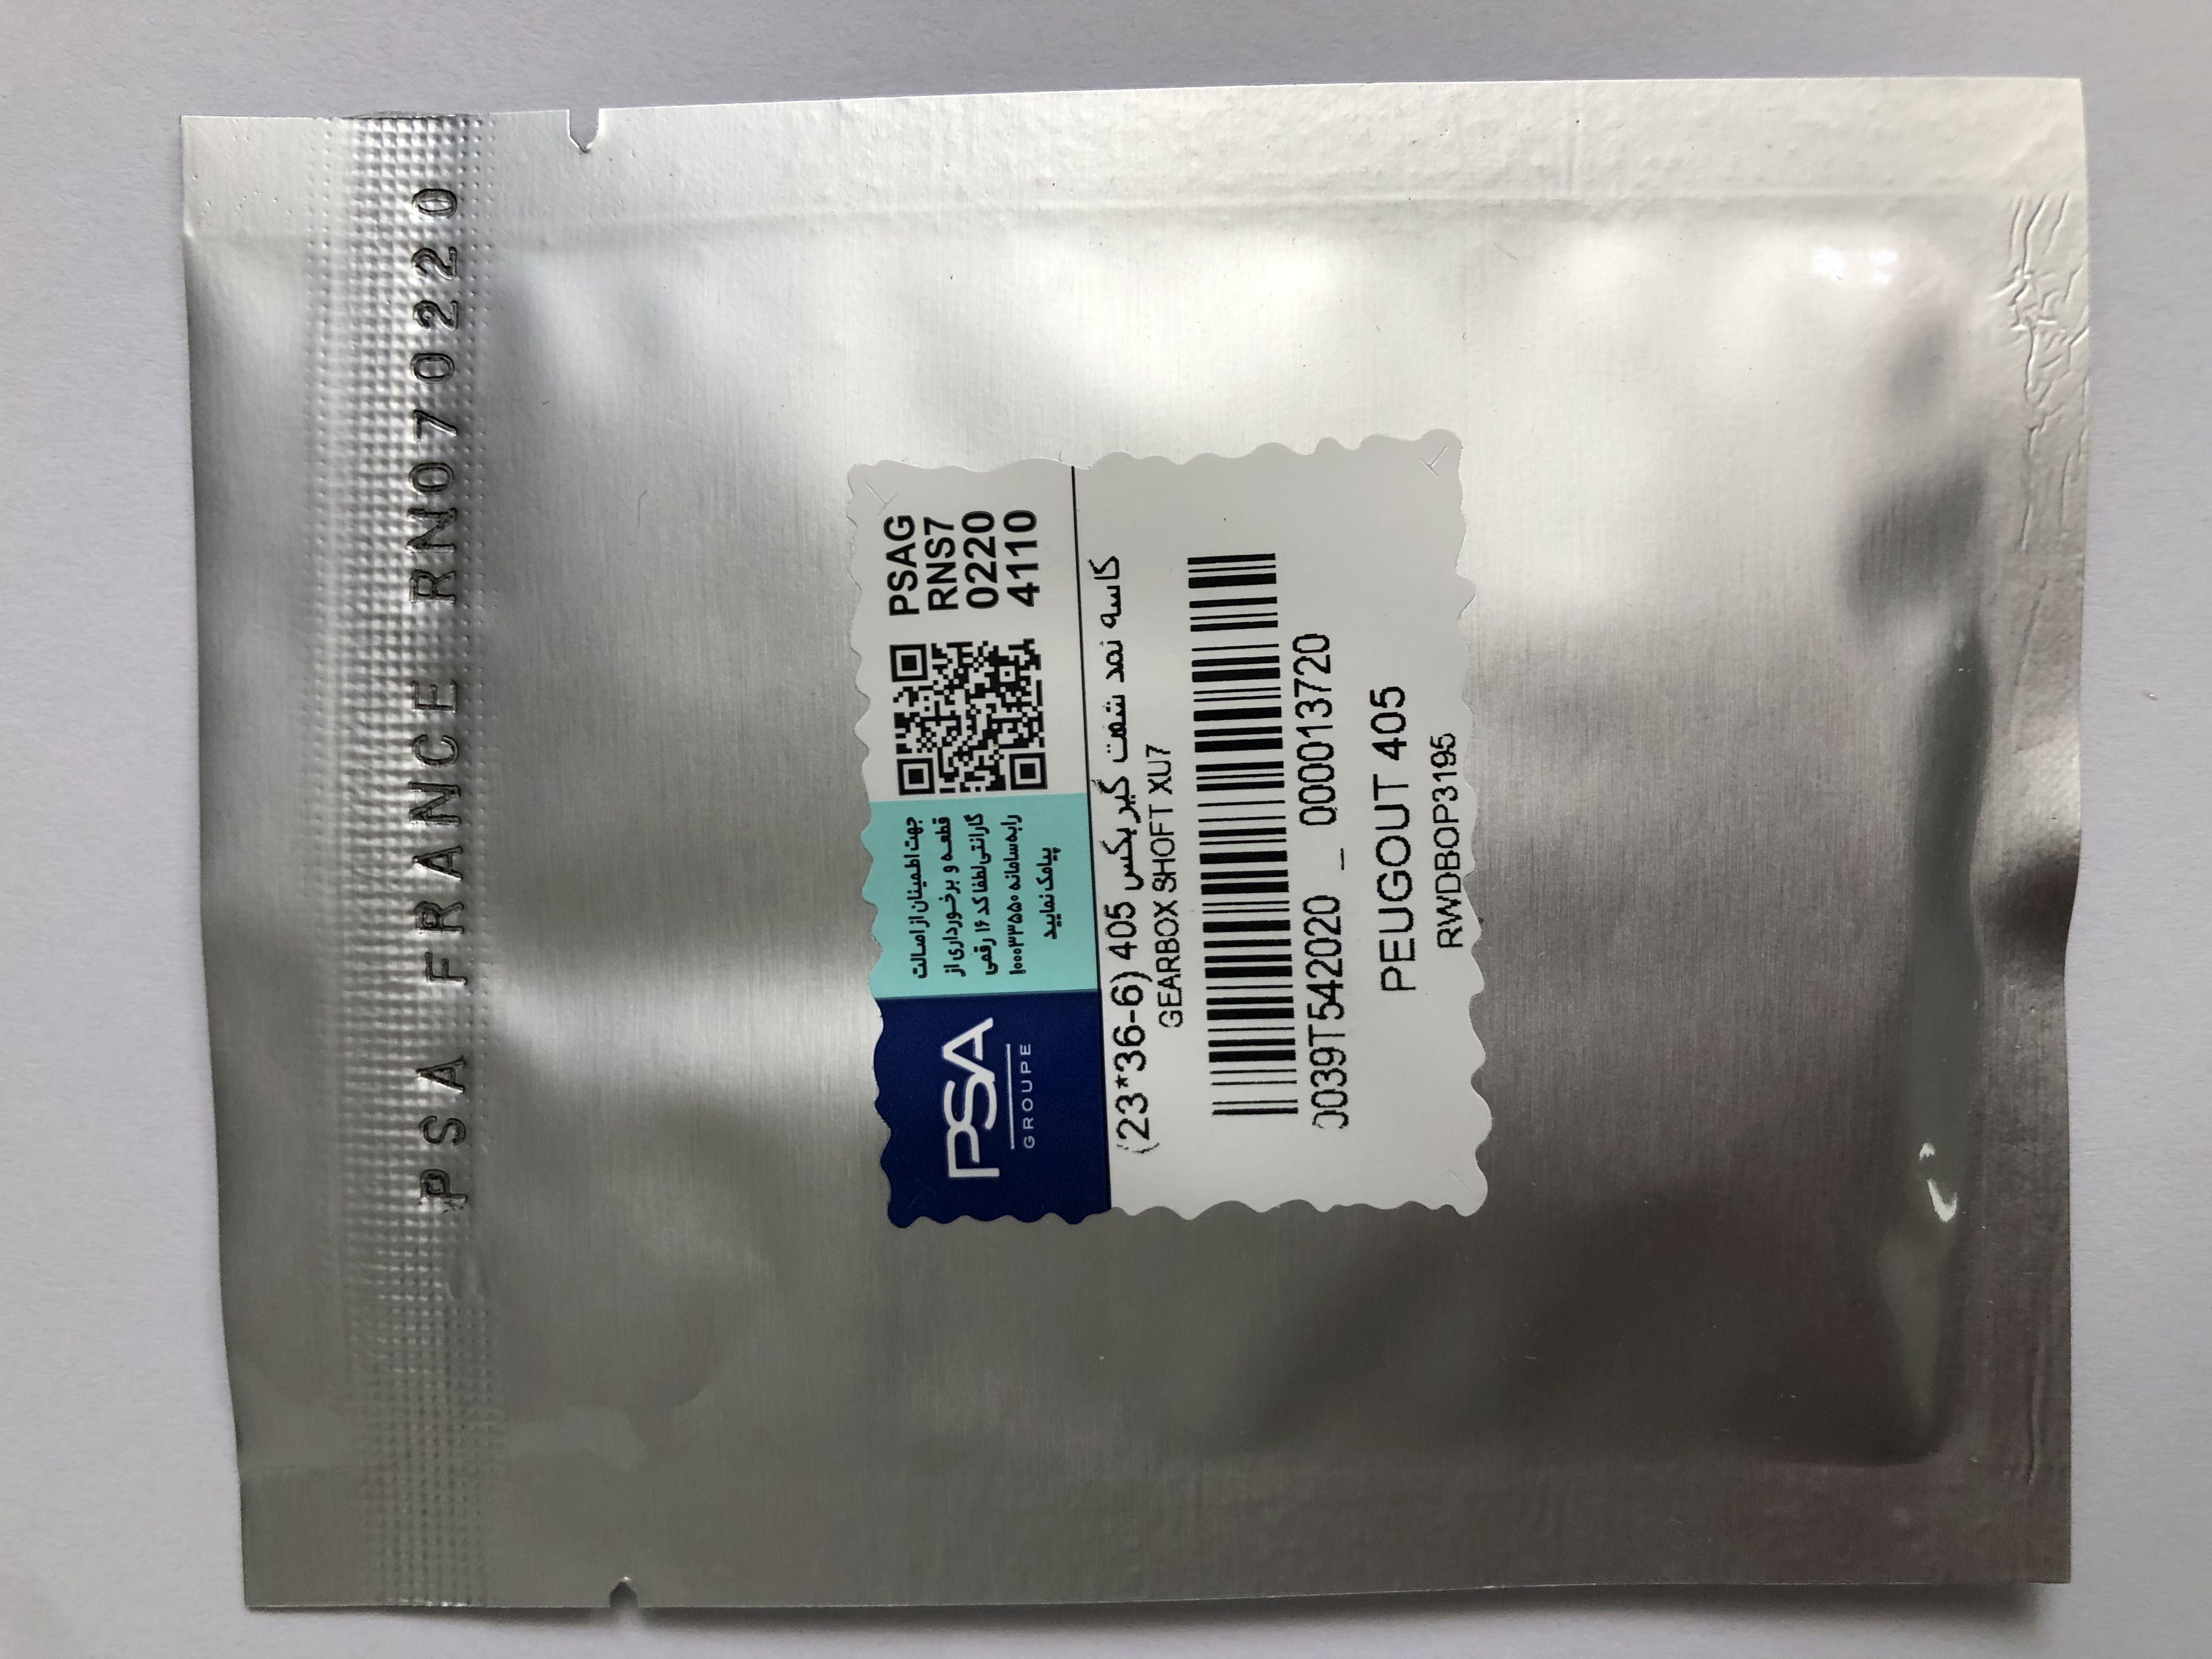 PSA FRANCE RN070220
PSA
GROUPE
جهت اطمینان از اصالت
قطعه و برخورداری از
گارانتی لطفا کد ۱۶ رقمی
را به سامانه ۱۰۰۰۳۳۵۵۰
پیامک نمایید
PSAG
RNS7
0220
4110
کاسه نمد شفت گیربکس 405 (23*36-6)
GEARBOX SHOFT XU7
0039T542020 _ 0000013720
PEUGOUT 405
RWDBOP3195